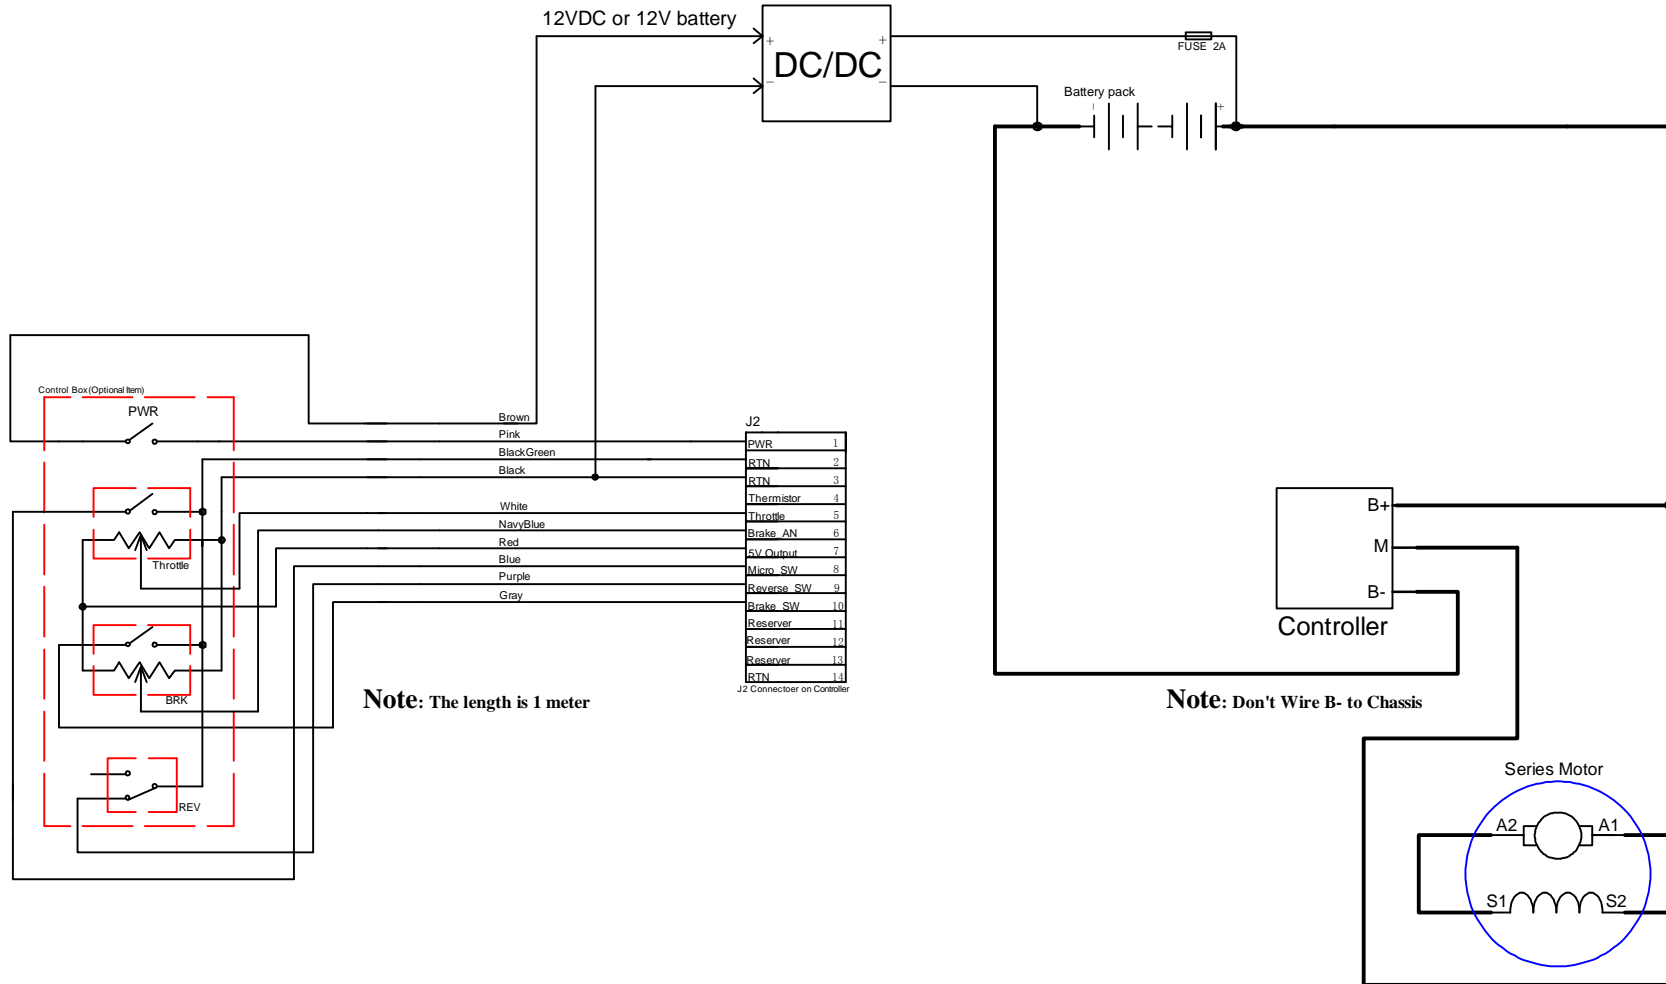 12VDC or 12V battery
+
-
DC/DC
+
-
FUSE 2A
Battery pack
-
+
Control Box(Optional Item)
PWR
Throttle
BRK
REV
Brown
Pink
BlackGreen
Black
White
NavyBlue
Red
Blue
Purple
Gray
J2
PWR 1
RTN 2
RTN 3
Thermistor 4
Throttle 5
Brake_AN 6
5V Output 7
Micro_SW 8
Reverse_SW 9
Brake_SW 10
Reserver 11
Reserver 12
Reserver 13
RTN 14
J2 Connectoer on Controller
Note: The length is 1 meter
B+
M
B-
Controller
Note: Don't Wire B- to Chassis
Series Motor
A2 A1
S1 S2